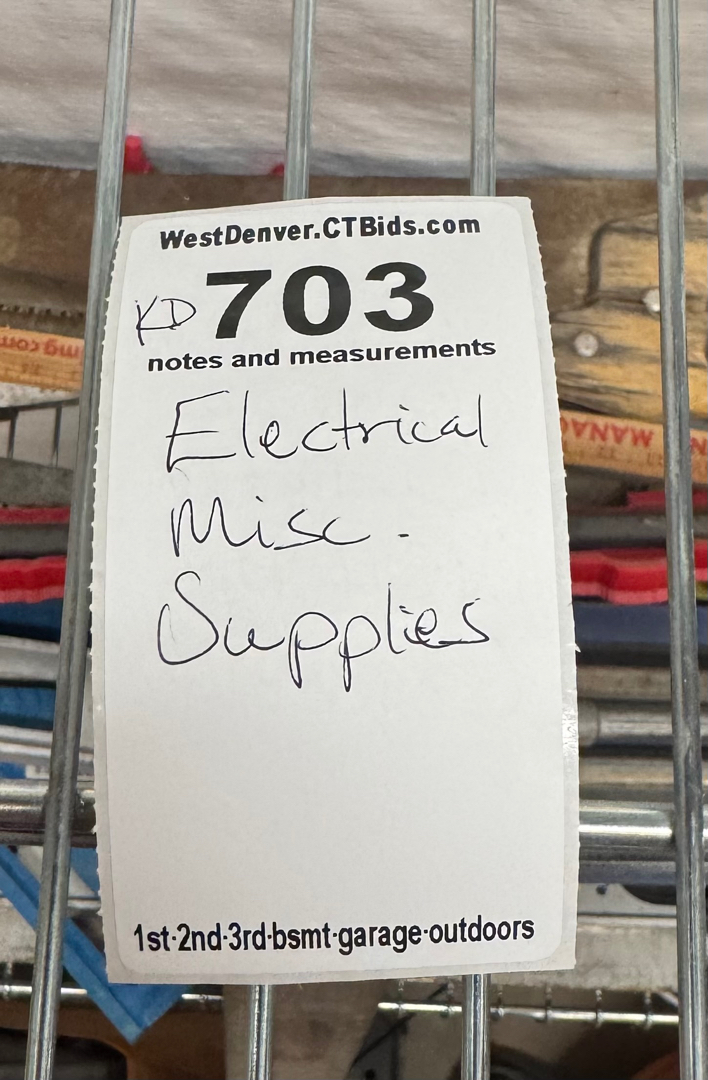 WestDenver.CTBids.com
KD 703
notes and measurements
Electrical
Misc.
Supplies
1st·2nd·3rd·bsmt·garage·outdoors